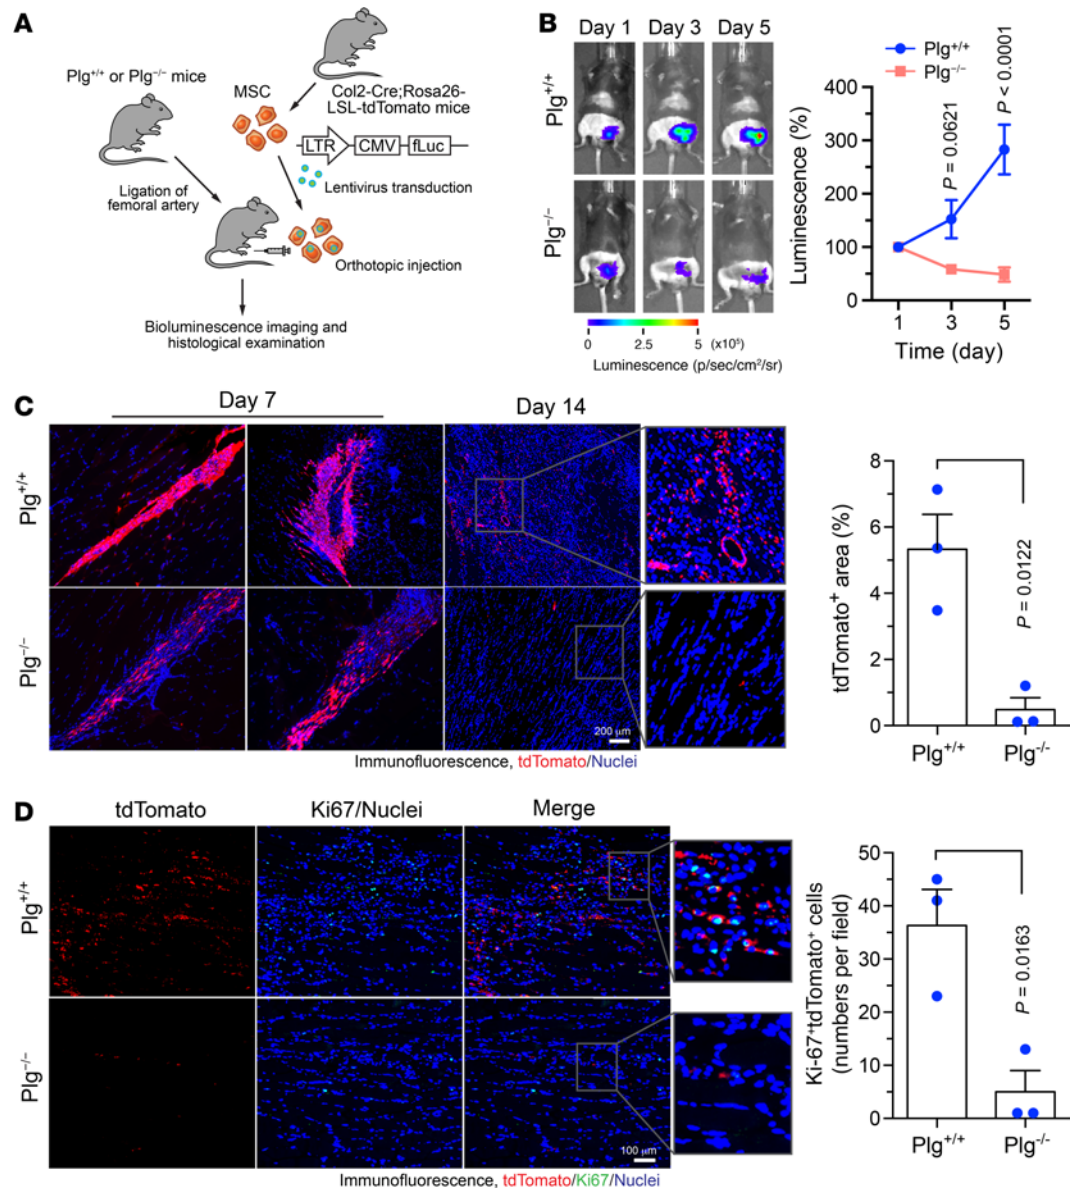 A
Plg+/+ or Plg−/− mice
MSC
Col2-Cre;Rosa26-
LSL-tdTomato mice
LTR
CMV
fLuc
Ligation of
femoral artery
Lentivirus transduction
Orthotopic injection
Bioluminescence imaging and
histological examination
B
Day 1
Day 3
Day 5
Plg+/+
Plg−/−
0
2.5
5
(x10⁵)
Luminescence (p/sec/cm²/sr)
Plg+/+
Plg−/−
Luminescence (%)
400
300
200
100
0
P = 0.0621
P < 0.0001
1
3
5
Time (day)
C
Day 7
Day 14
Plg+/+
Plg−/−
200 μm
Immunofluorescence, tdTomato/Nuclei
tdTomato+ area (%)
8
6
4
2
0
P = 0.0122
Plg+/+
Plg-/-
D
tdTomato
Ki67/Nuclei
Merge
Plg+/+
Plg−/−
100 μm
Immunofluorescence, tdTomato/Ki67/Nuclei
Ki-67+tdTomato+ cells
(numbers per field)
50
40
30
20
10
0
P = 0.0163
Plg+/+
Plg-/-